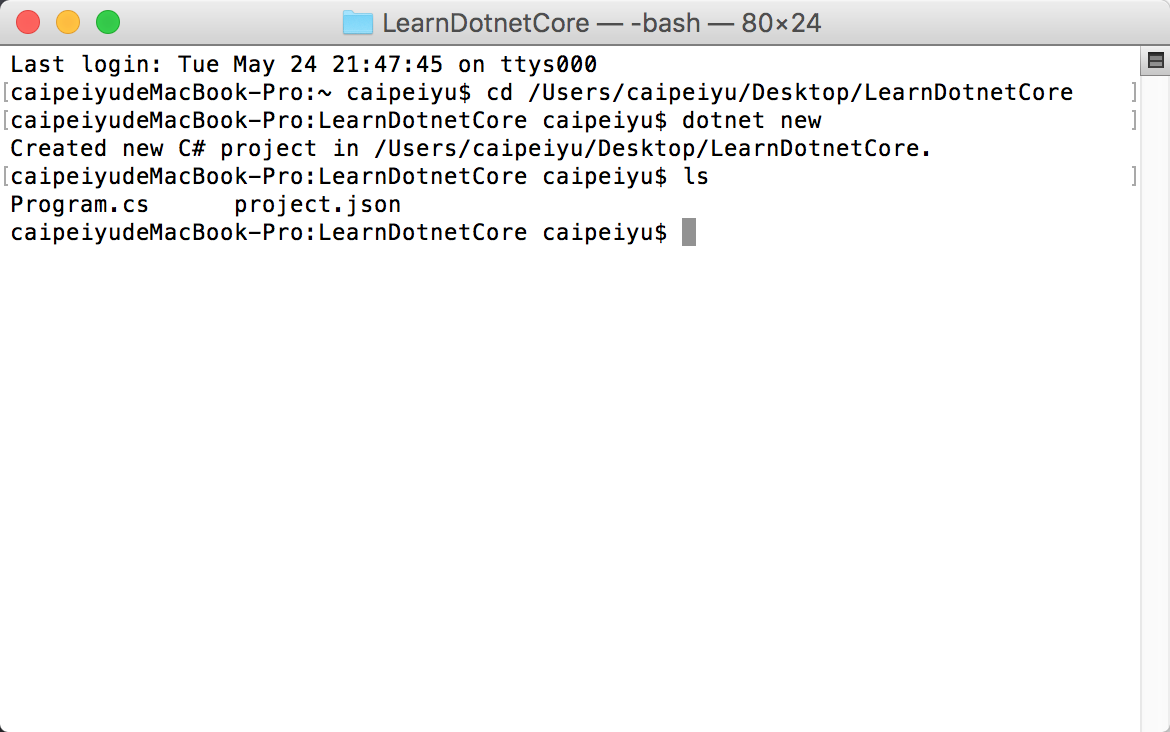 LearnDotnetCore — -bash — 80×24
Last login: Tue May 24 21:47:45 on ttys000
[caipeiyudeMacBook-Pro:~ caipeiyu$ cd /Users/caipeiyu/Desktop/LearnDotnetCore ]
[caipeiyudeMacBook-Pro:LearnDotnetCore caipeiyu$ dotnet new ]
Created new C# project in /Users/caipeiyu/Desktop/LearnDotnetCore.
[caipeiyudeMacBook-Pro:LearnDotnetCore caipeiyu$ ls ]
Program.cs project.json
caipeiyudeMacBook-Pro:LearnDotnetCore caipeiyu$